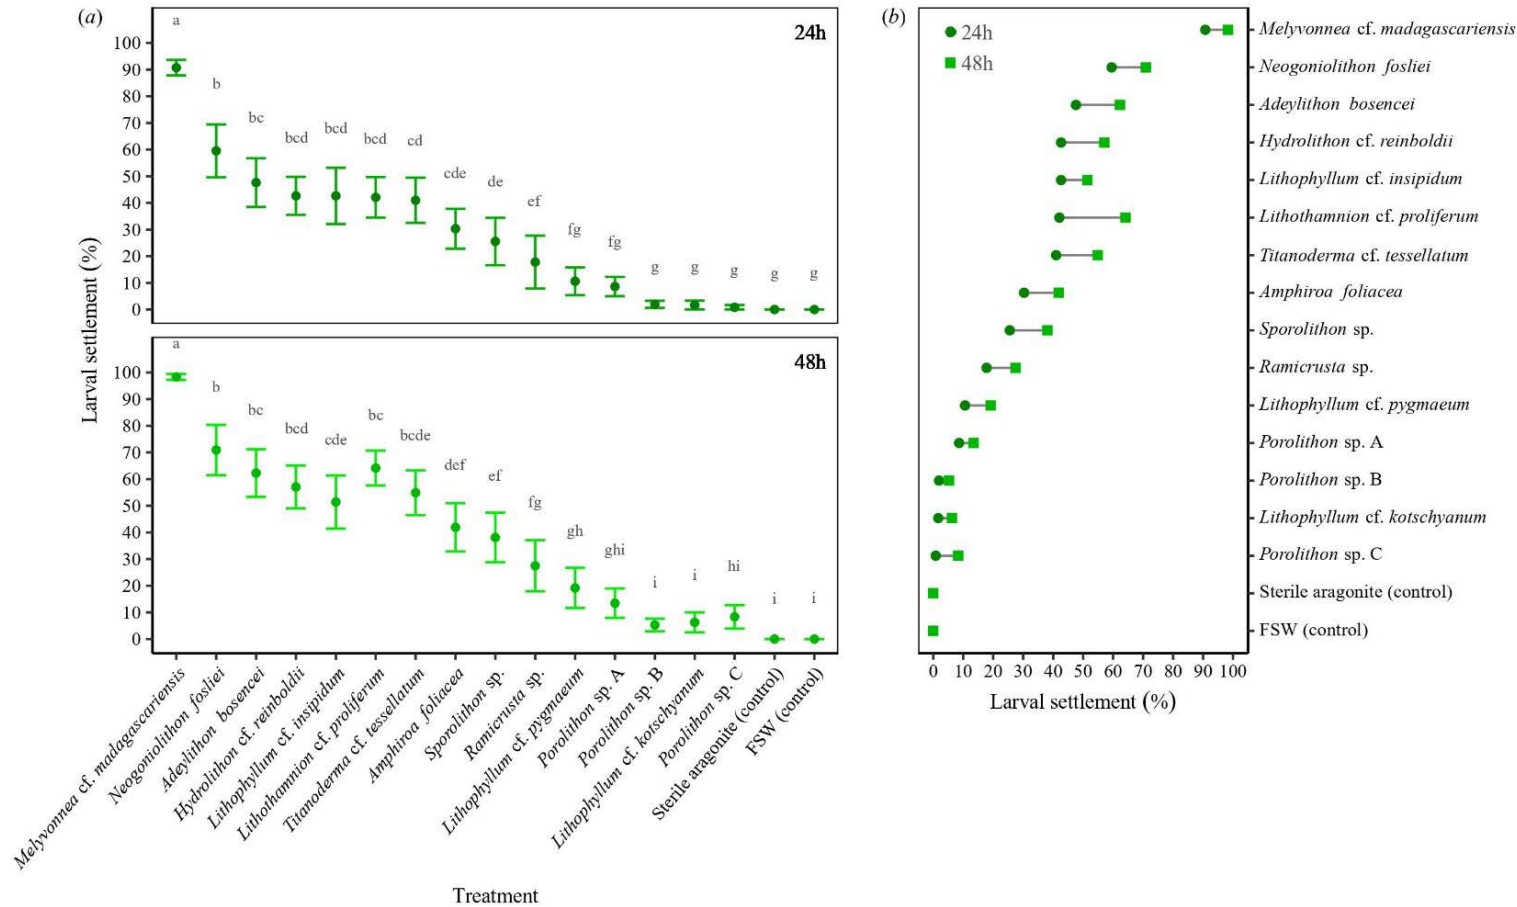 (a)
24h
Larval settlement (%)
100
90
80
70
60
50
40
30
20
10
0
a
b
bc
bcd
bcd
bcd
cd
cde
de
ef
fg
fg
g
g
g
g
g
48h
100
90
80
70
60
50
40
30
20
10
0
a
b
bc
bcd
cde
bc
bcde
def
ef
fg
gh
ghi
i
i
hi
i
i
Melyvonnea cf. madagascariensis
Neogoniolithon fosliei
Adeylithon bosencei
Hydrolithon cf. reinboldii
Lithophyllum cf. insipidum
Lithothamnion cf. proliferum
Titanoderma cf. tessellatum
Amphiroa foliacea
Sporolithon sp.
Ramicrusta sp.
Lithophyllum cf. pygmaeum
Porolithon sp. A
Porolithon sp. B
Lithophyllum cf. kotschyanum
Porolithon sp. C
Sterile aragonite (control)
FSW (control)
Treatment
(b)
24h
48h
Melyvonnea cf. madagascariensis
Neogoniolithon fosliei
Adeylithon bosencei
Hydrolithon cf. reinboldii
Lithophyllum cf. insipidum
Lithothamnion cf. proliferum
Titanoderma cf. tessellatum
Amphiroa foliacea
Sporolithon sp.
Ramicrusta sp.
Lithophyllum cf. pygmaeum
Porolithon sp. A
Porolithon sp. B
Lithophyllum cf. kotschyanum
Porolithon sp. C
Sterile aragonite (control)
FSW (control)
0 10 20 30 40 50 60 70 80 90 100
Larval settlement (%)